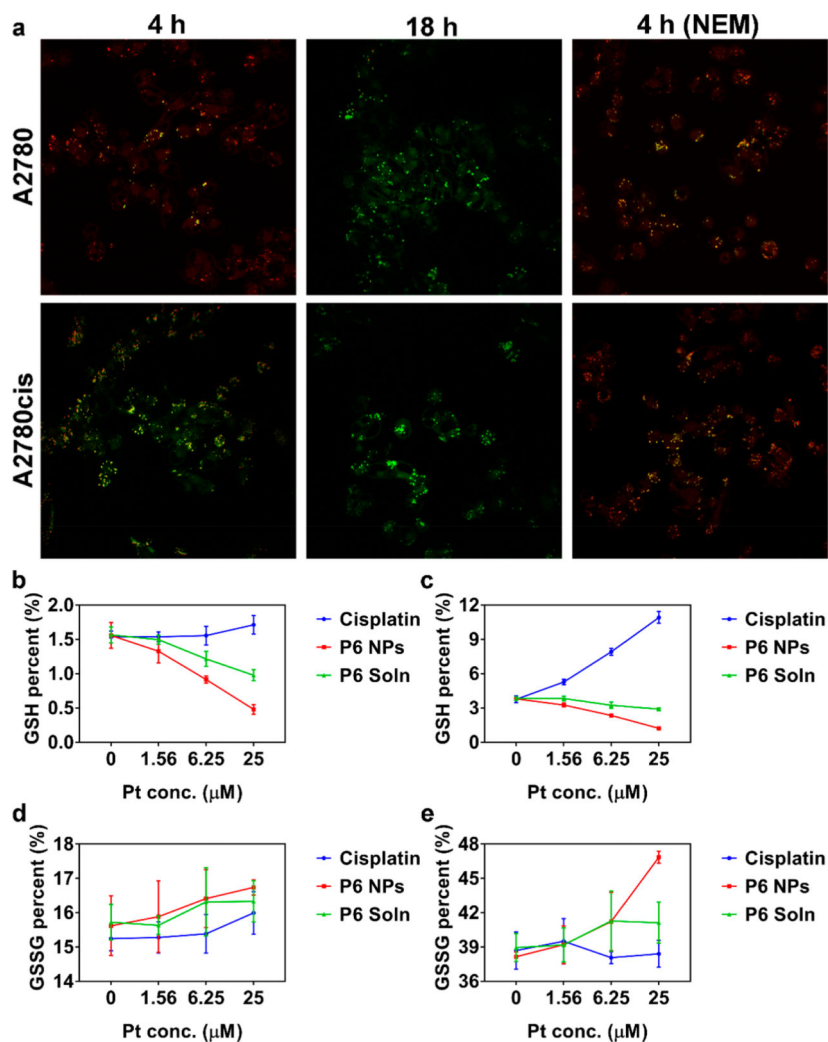 a
4 h
18 h
4 h (NEM)
A2780
A2780cis
b
GSH percent (%)
2.0
1.5
1.0
0.5
0.0
0
1.56
6.25
25
Pt conc. (μM)
Cisplatin
P6 NPs
P6 Soln
c
GSH percent (%)
12
9
6
3
0
0
1.56
6.25
25
Pt conc. (μM)
Cisplatin
P6 NPs
P6 Soln
d
GSSG percent (%)
18
17
16
15
14
0
1.56
6.25
25
Pt conc. (μM)
Cisplatin
P6 NPs
P6 Soln
e
GSSG percent (%)
48
45
42
39
36
0
1.56
6.25
25
Pt conc. (μM)
Cisplatin
P6 NPs
P6 Soln